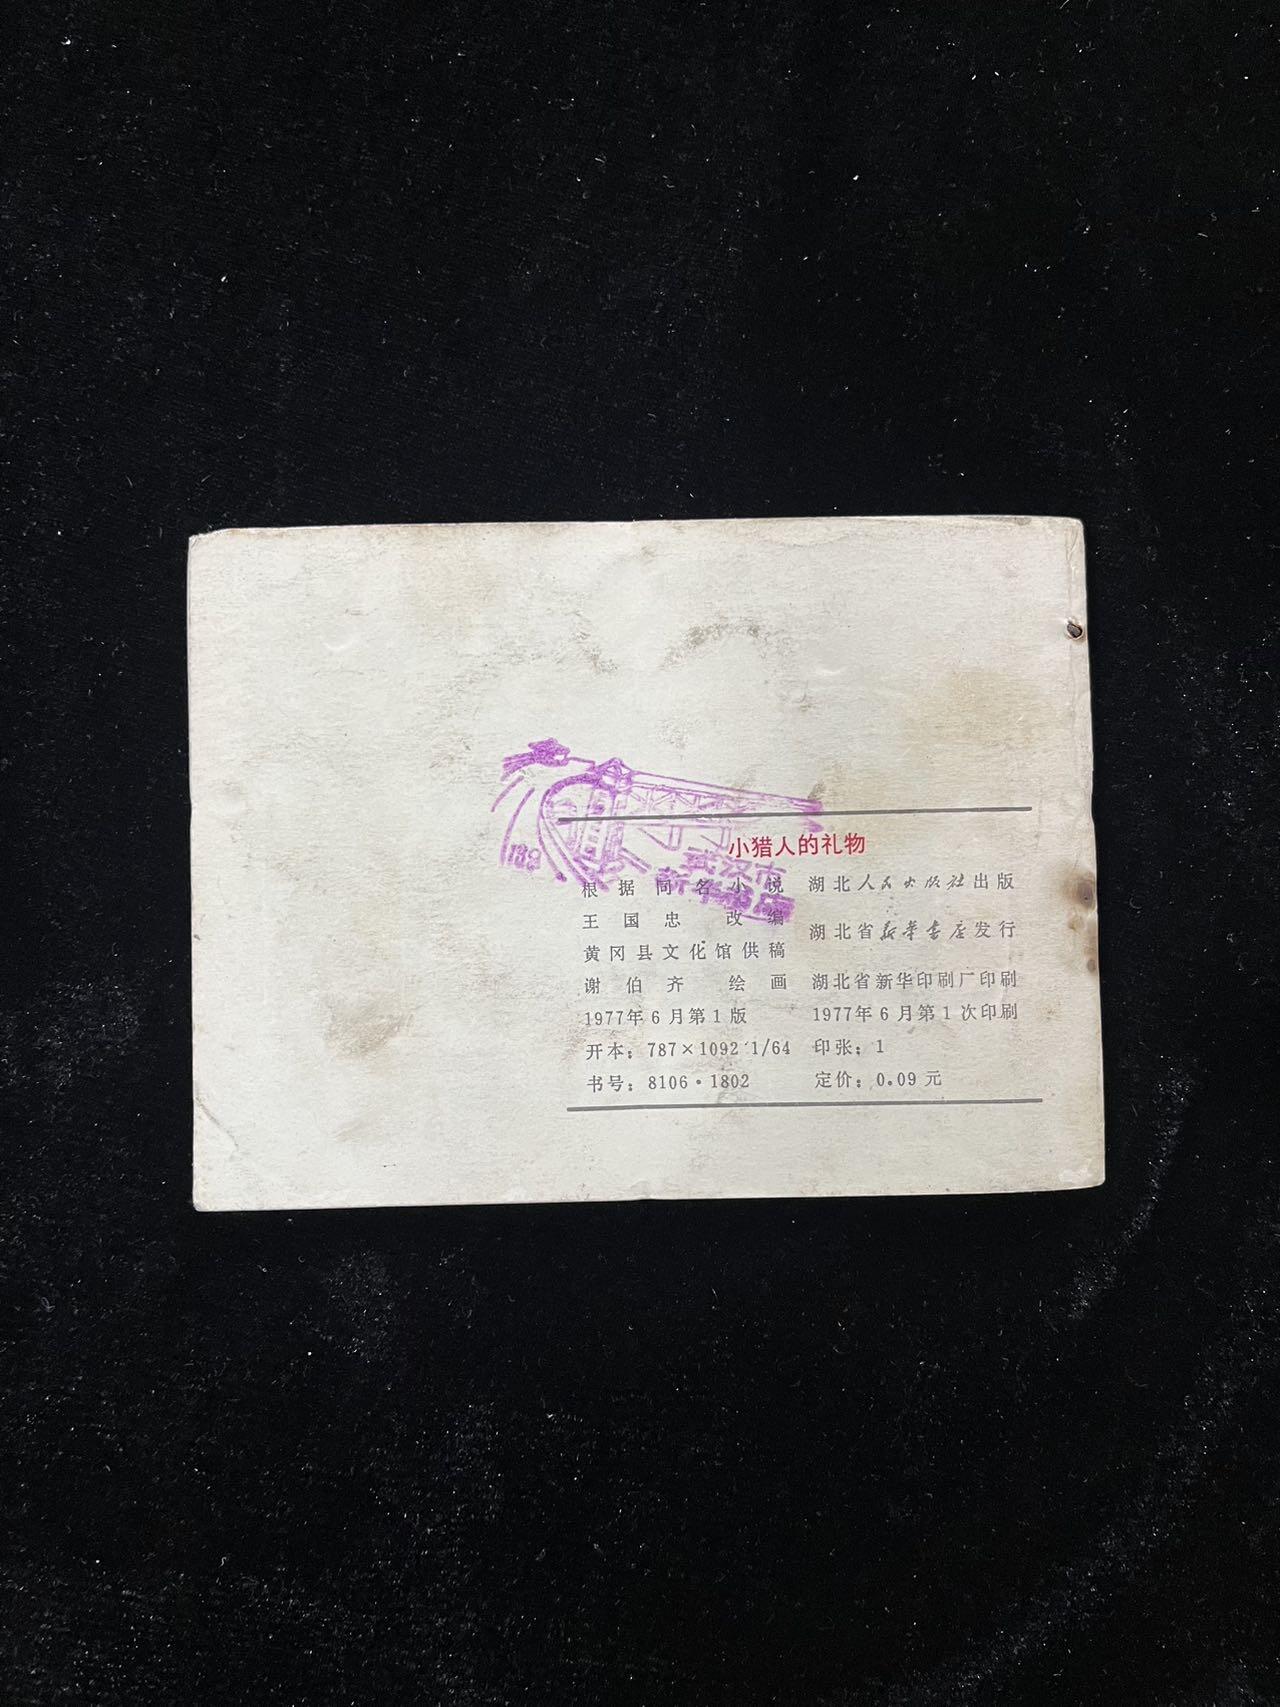 小猎人的礼物
根据同名小说
王国忠 改编
黄冈县文化馆供稿
谢伯齐 绘画
1977年6月第1版
开本：787×1092 1/64
书号：8106·1802
湖北人民出版社出版
湖北省新华书店发行
湖北省新华印刷厂印刷
1977年6月第1次印刷
印张：1
定价：0.09元
武汉市
新华书店